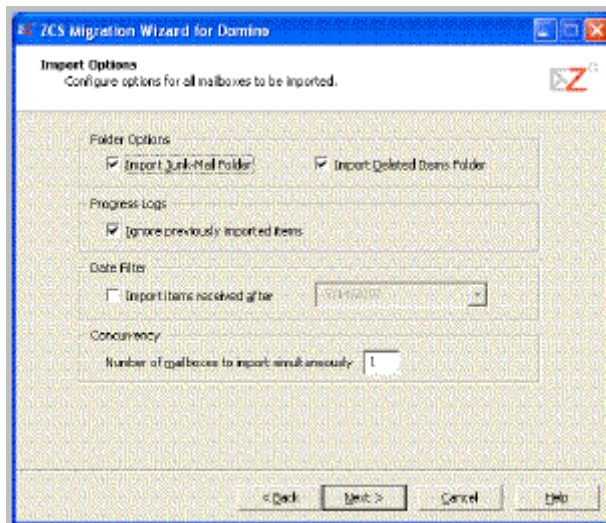 ZCS Migration Wizard for Domino
Import Options
Configure options for all mailboxes to be imported.
Folder Options
Import Junk-Mail Folder
Import Deleted Items Folder
Progress Logs
Ignore previously imported items
Date Filter
Import items received after
Concurrency
Number of mailboxes to import simultaneously 1
< Back Next > Cancel Help